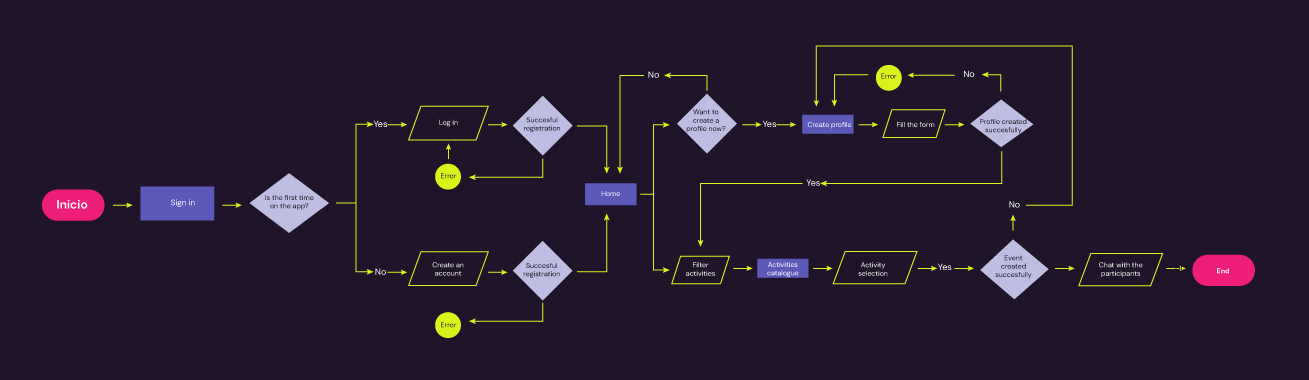 Inicio
Sign in
Is the first time
on the app?
Yes
Log in
Succesful
registration
Error
No
Create an
account
Succesful
registration
Error
Home
No
Want to
create a
profile now?
Yes
Create profile
Fill the form
Profile created
succesfully
No
Error
Yes
Filter
activities
Activities
catalogue
Activity
selection
Yes
Event
created
succesfully
No
Chat with the
participants
End